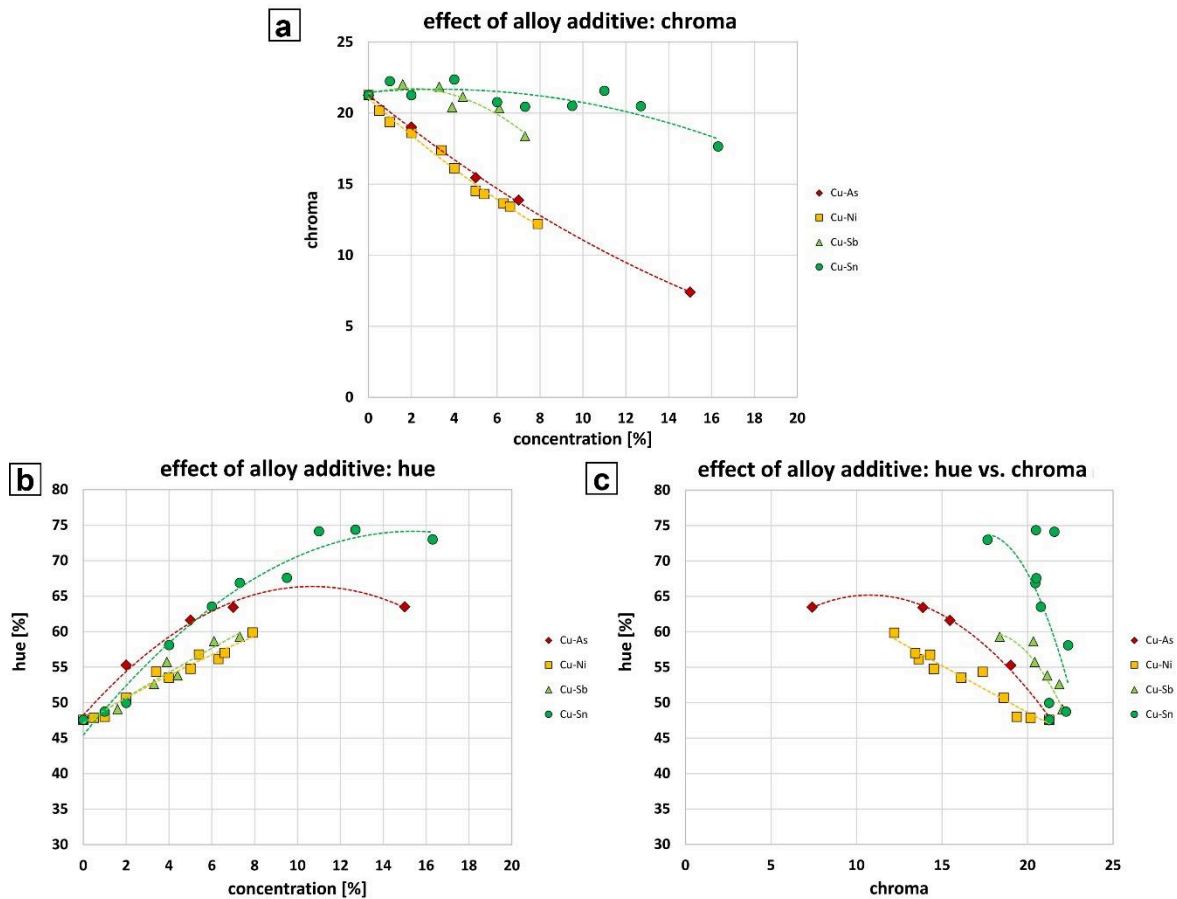 a
effect of alloy additive: chroma
25
20
15
10
5
0
chroma
0 2 4 6 8 10 12 14 16 18 20
concentration [%]
Cu-As
Cu-Ni
Cu-Sb
Cu-Sn
b
effect of alloy additive: hue
80
75
70
65
60
55
50
45
40
35
30
hue [%]
0 2 4 6 8 10 12 14 16 18 20
concentration [%]
Cu-As
Cu-Ni
Cu-Sb
Cu-Sn
c
effect of alloy additive: hue vs. chroma
80
75
70
65
60
55
50
45
40
35
30
hue [%]
0 5 10 15 20 25
chroma
Cu-As
Cu-Ni
Cu-Sb
Cu-Sn